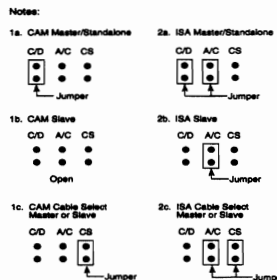 Notes:
1a. CAM Master/Standalone
C/D A/C CS
Jumper
2a. ISA Master/Standalone
C/D A/C CS
Jumper
1b. CAM Slave
C/D A/C CS
Open
2b. ISA Slave
C/D A/C CS
Jumper
1c. CAM Cable Select
Master or Slave
C/D A/C CS
Jumper
2c. ISA Cable Select
Master or Slave
C/D A/C CS
Jumper